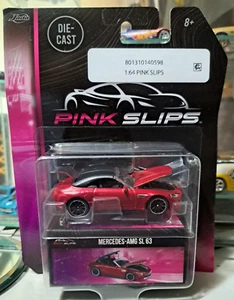 Jada
DIE-
CAST
8+
801310140598
1:64 PINK SLIPS
PINK SLIPS
MERCEDES-AMG SL 63